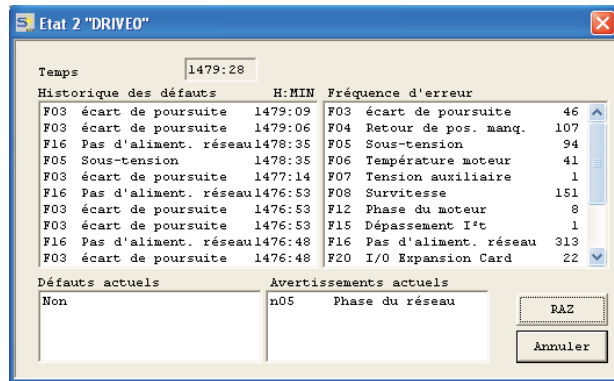 Etat 2 "DRIVE0"
Temps 1479:28
Historique des défauts H:MIN Fréquence d'erreur
F03 écart de poursuite 1479:09 F03 écart de poursuite 46
F03 écart de poursuite 1479:06 F04 Retour de pos. manq. 107
F16 Pas d'aliment. réseau 1478:35 F05 Sous-tension 94
F05 Sous-tension 1478:35 F06 Température moteur 41
F03 écart de poursuite 1477:14 F07 Tension auxiliaire 1
F16 Pas d'aliment. réseau 1476:53 F08 Survitesse 151
F03 écart de poursuite 1476:53 F12 Phase du moteur 8
F03 écart de poursuite 1476:53 F15 Dépassement I²t 1
F16 Pas d'aliment. réseau 1476:48 F16 Pas d'aliment. réseau 313
F03 écart de poursuite 1476:48 F20 I/O Expansion Card 22
Défauts actuels Avertissements actuels
Non n05 Phase du réseau
RAZ
Annuler